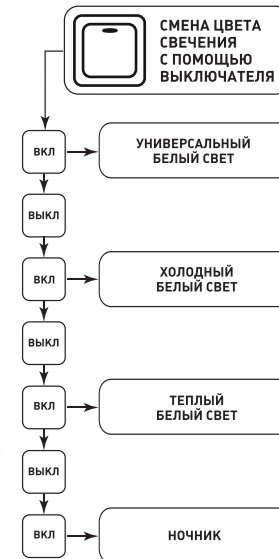 СМЕНА ЦВЕТА
СВЕЧЕНИЯ
С ПОМОЩЬЮ
ВЫКЛЮЧАТЕЛЯ
ВКЛ
УНИВЕРСАЛЬНЫЙ
БЕЛЫЙ СВЕТ
ВЫКЛ
ВКЛ
ХОЛОДНЫЙ
БЕЛЫЙ СВЕТ
ВЫКЛ
ВКЛ
ТЕПЛЫЙ
БЕЛЫЙ СВЕТ
ВЫКЛ
ВКЛ
НОЧНИК